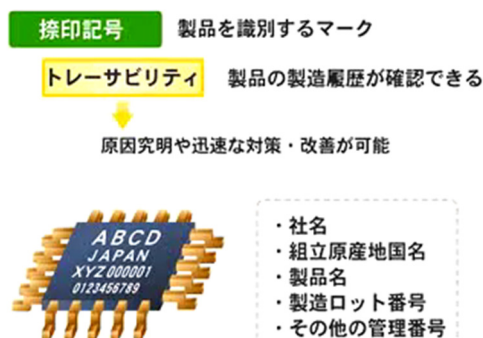 捺印記号 製品を識別するマーク
トレーサビリティ 製品の製造履歴が確認できる
原因究明や迅速な対策・改善が可能
ABCD
JAPAN
XYZ000001
0123456789
・社名
・組立原産地国名
・製品名
・製造ロット番号
・その他の管理番号